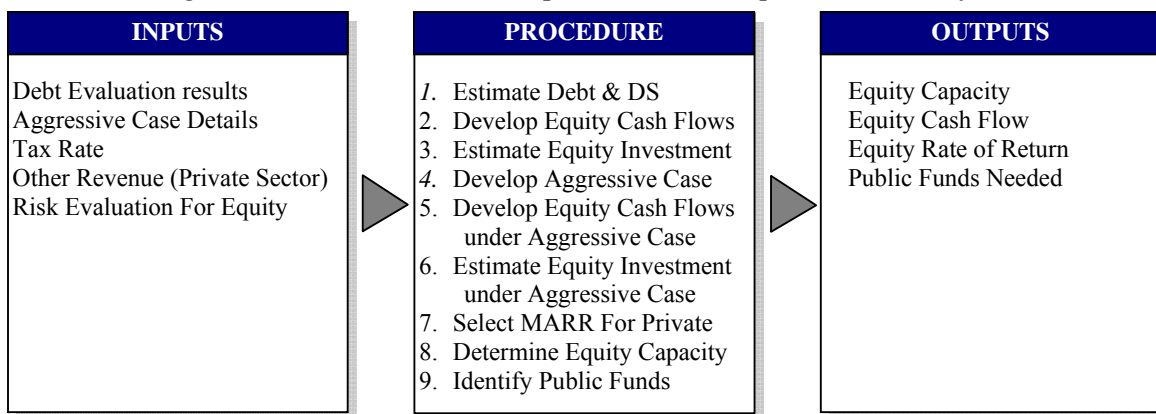 INPUTS
Debt Evaluation results
Aggressive Case Details
Tax Rate
Other Revenue (Private Sector)
Risk Evaluation For Equity
PROCEDURE
1. Estimate Debt & DS
2. Develop Equity Cash Flows
3. Estimate Equity Investment
4. Develop Aggressive Case
5. Develop Equity Cash Flows
under Aggressive Case
6. Estimate Equity Investment
under Aggressive Case
7. Select MARR For Private
8. Determine Equity Capacity
9. Identify Public Funds
OUTPUTS
Equity Capacity
Equity Cash Flow
Equity Rate of Return
Public Funds Needed